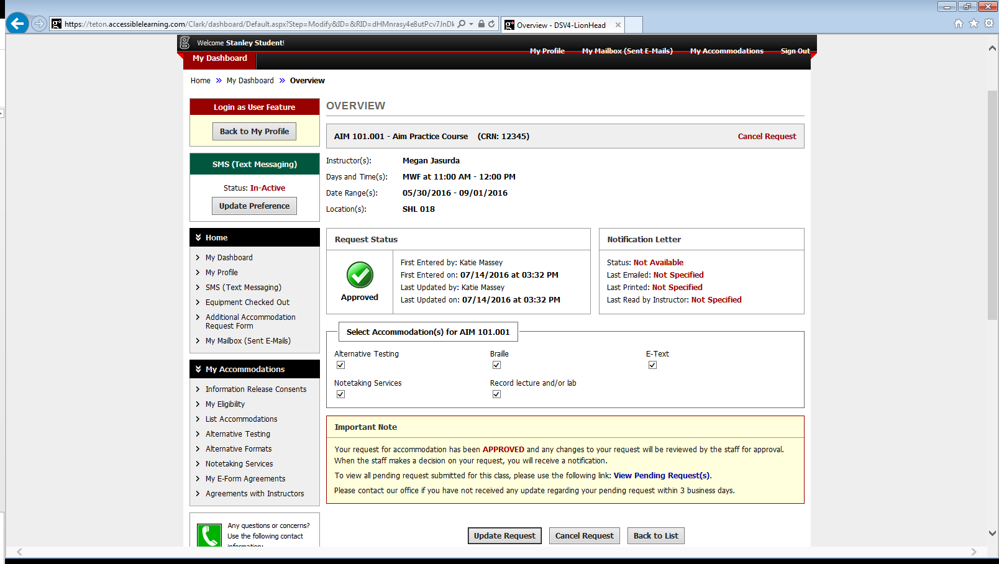 https://teton.accessiblelearning.com/Clark/dashboard/Default.aspx?Step=Modify&ID=&RID=dHMnrasy4e8utPcv7JnDl
Overview - DSV4-LionHead
Welcome Stanley Student!
My Profile
My Mailbox (Sent E-Mails)
My Accommodations
Sign Out
My Dashboard
Home » My Dashboard » Overview
Login as User Feature
Back to My Profile
SMS (Text Messaging)
Status: In-Active
Update Preference
Home
My Dashboard
My Profile
SMS (Text Messaging)
Equipment Checked Out
Additional Accommodation
Request Form
My Mailbox (Sent E-Mails)
My Accommodations
Information Release Consents
My Eligibility
List Accommodations
Alternative Testing
Alternative Formats
Notetaking Services
My E-Form Agreements
Agreements with Instructors
Any questions or concerns?
Use the following contact
information:
OVERVIEW
AIM 101.001 - Aim Practice Course (CRN: 12345)
Cancel Request
Instructor(s): Megan Jasurda
Days and Time(s): MWF at 11:00 AM - 12:00 PM
Date Range(s): 05/30/2016 - 09/01/2016
Location(s): SHL 018
Request Status
Approved
First Entered by: Katie Massey
First Entered on: 07/14/2016 at 03:32 PM
Last Updated by: Katie Massey
Last Updated on: 07/14/2016 at 03:32 PM
Notification Letter
Status: Not Available
Last Emailed: Not Specified
Last Printed: Not Specified
Last Read by Instructor: Not Specified
Select Accommodation(s) for AIM 101.001
Alternative Testing
Braille
E-Text
Notetaking Services
Record lecture and/or lab
Important Note
Your request for accommodation has been APPROVED and any changes to your request will be reviewed by the staff for approval.
When the staff makes a decision on your request, you will receive a notification.
To view all pending request submitted for this class, please use the following link: View Pending Request(s).
Please contact our office if you have not received any update regarding your pending request within 3 business days.
Update Request
Cancel Request
Back to List